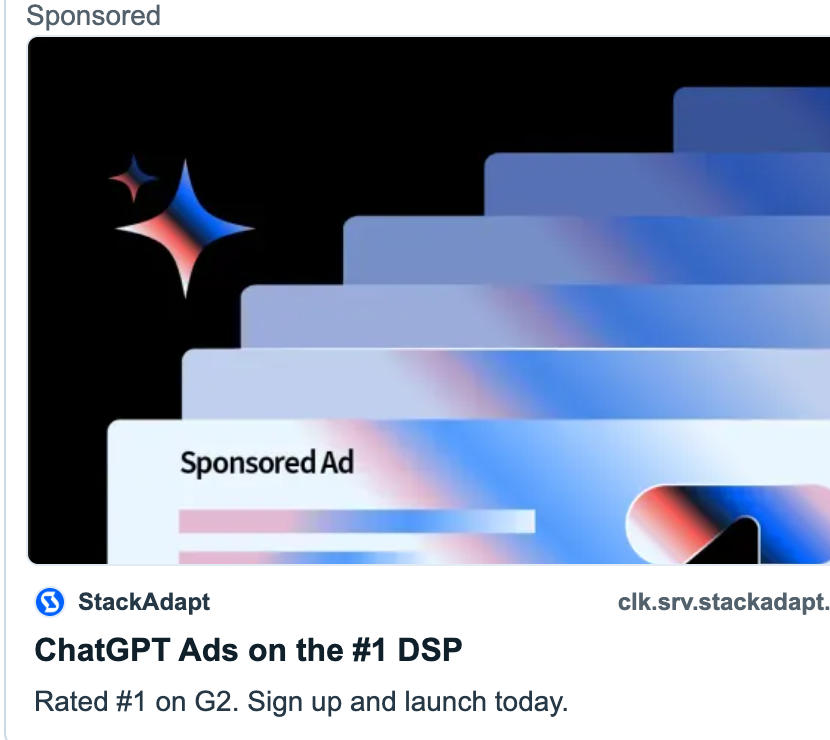 Sponsored
Sponsored Ad
StackAdapt
clk.srv.stackadapt.
ChatGPT Ads on the #1 DSP
Rated #1 on G2. Sign up and launch today.